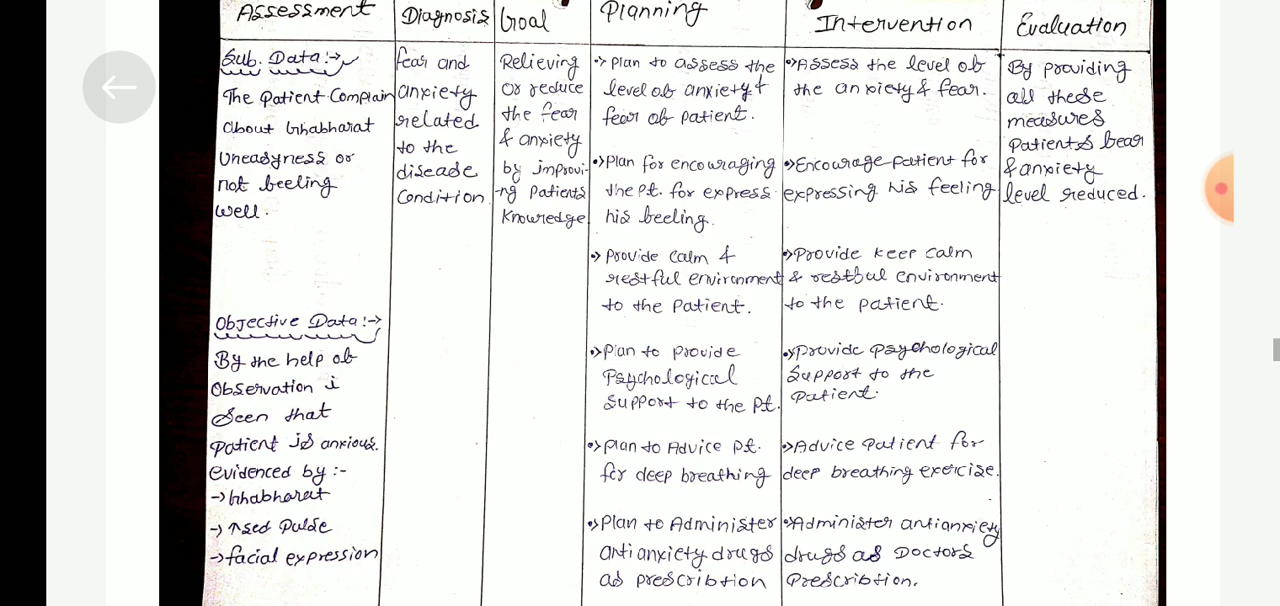 Assessment
Sub. Data:→
The Patient Complain
about Ghabharat
Uneasyness or
not feeling
well.
Objective Data:→
By the help of
Observation i
Seen that
Patient is anxious.
evidenced by :-
→ Ghabharat
→ ↑sed Pulse
→ facial expression
Diagnosis
fear and
anxiety
related
to the
disease
Condition
Goal
Relieving
or reduce
the fear
& anxiety
by improvi-
-ng patients
Knowledge
Planning
•> Plan to assess the
level of anxiety &
fear of patient.
•> Plan for encouraging
the Pt. for express
his feeling.
•> Provide calm &
restful environment
to the Patient.
•> Plan to Provide
Psychological
Support to the Pt.
•> Plan to Advice Pt.
for deep breathing
•> Plan to Administer
anti anxiety drugs
as prescribtion
Intervention
•> Assess the level of
the anxiety & fear.
•> Encourage patient for
expressing his feeling
•> Provide keep calm
& restful environment
to the patient.
•> Provide Psychological
Support to the
Patient.
•> Advice Patient for
deep breathing exercise.
•> Administer antianxiety
drugs as Doctors
Prescribtion.
Evaluation
By providing
all these
measures
Patient's fear
& anxiety
level reduced.